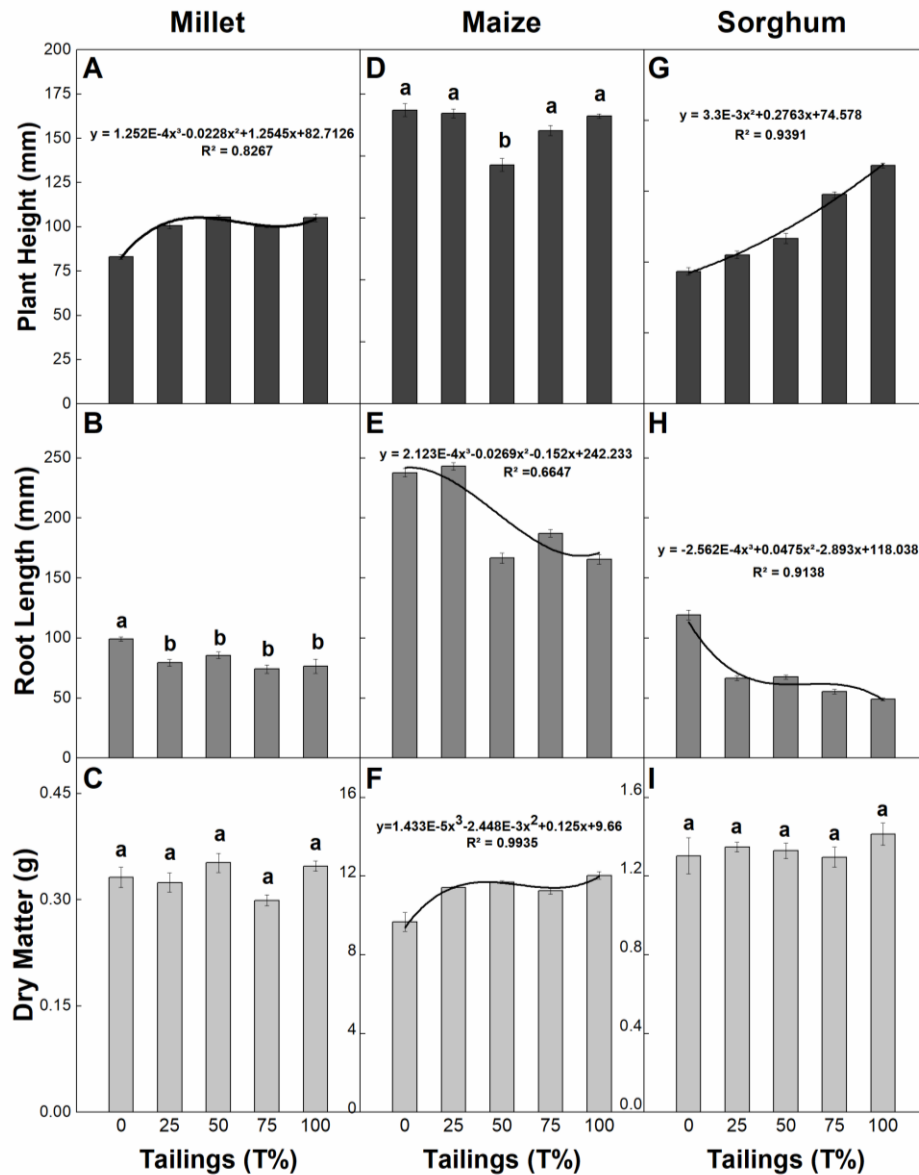 Millet Maize Sorghum
Plant Height (mm)
200
175
150
125
100
75
50
25
0
A
y = 1.252E-4x³-0.0228x²+1.2545x+82.7126
R² = 0.8267
D
a a b a a
G
y = 3.3E-3x²+0.2763x+74.578
R² = 0.9391
Root Length (mm)
250
200
150
100
50
0
B
a b b b b
E
y = 2.123E-4x³-0.0269x²-0.152x+242.233
R² =0.6647
H
y = -2.562E-4x³+0.0475x²-2.893x+118.038
R² = 0.9138
Dry Matter (g)
0.45
0.30
0.15
0.00
C
a a a a a
F
16
12
8
4
0
y=1.433E-5x³-2.448E-3x²+0.125x+9.66
R² = 0.9935
I
1.6
1.2
0.8
0.4
0.0
a a a a a
0 25 50 75 100 0 25 50 75 100 0 25 50 75 100
Tailings (T%) Tailings (T%) Tailings (T%)